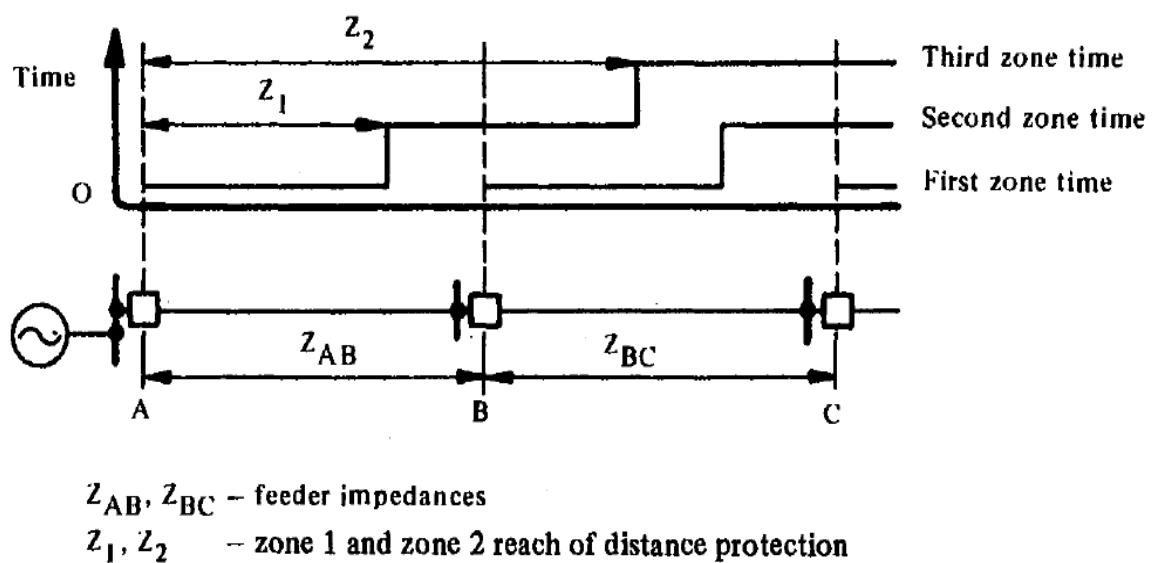 Z2
Time
Third zone time
Z1
Second zone time
O
First zone time
ZAB
ZBC
A
B
C
ZAB, ZBC – feeder impedances
Z1, Z2 – zone 1 and zone 2 reach of distance protection